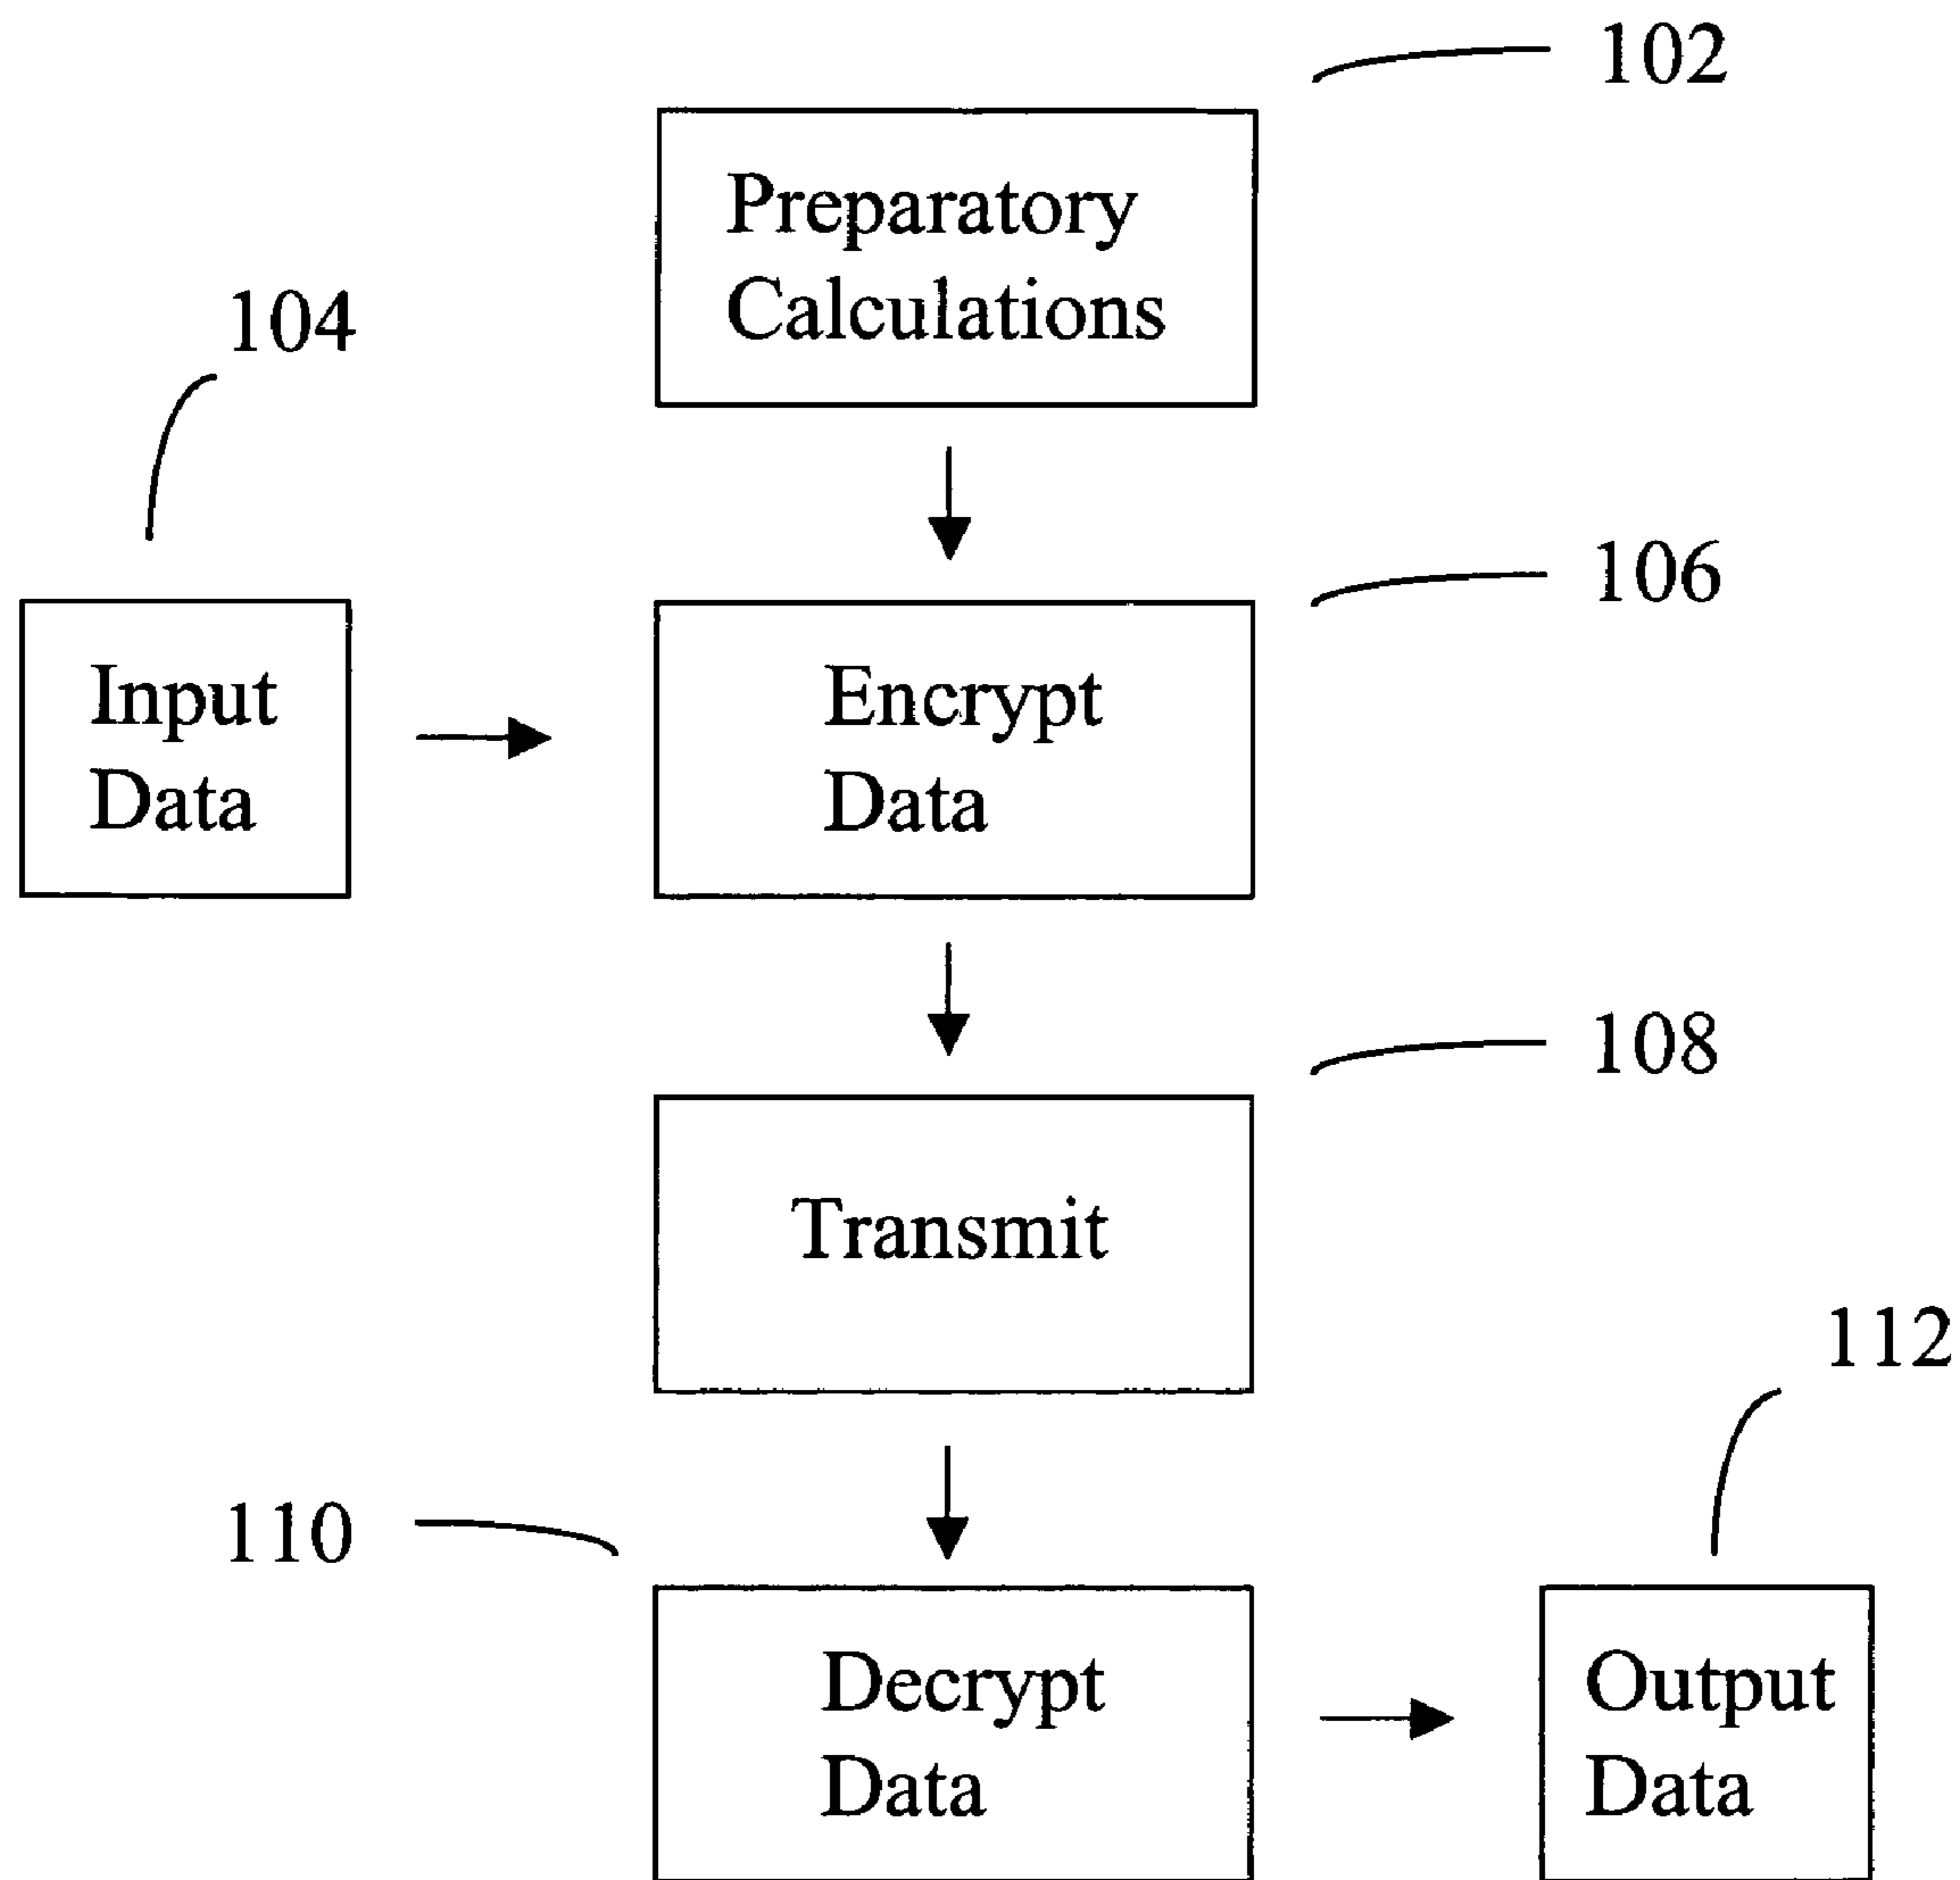 102
Preparatory
Calculations
104
106
Input
Data
Encrypt
Data
108
Transmit
112
110
Decrypt
Data
Output
Data